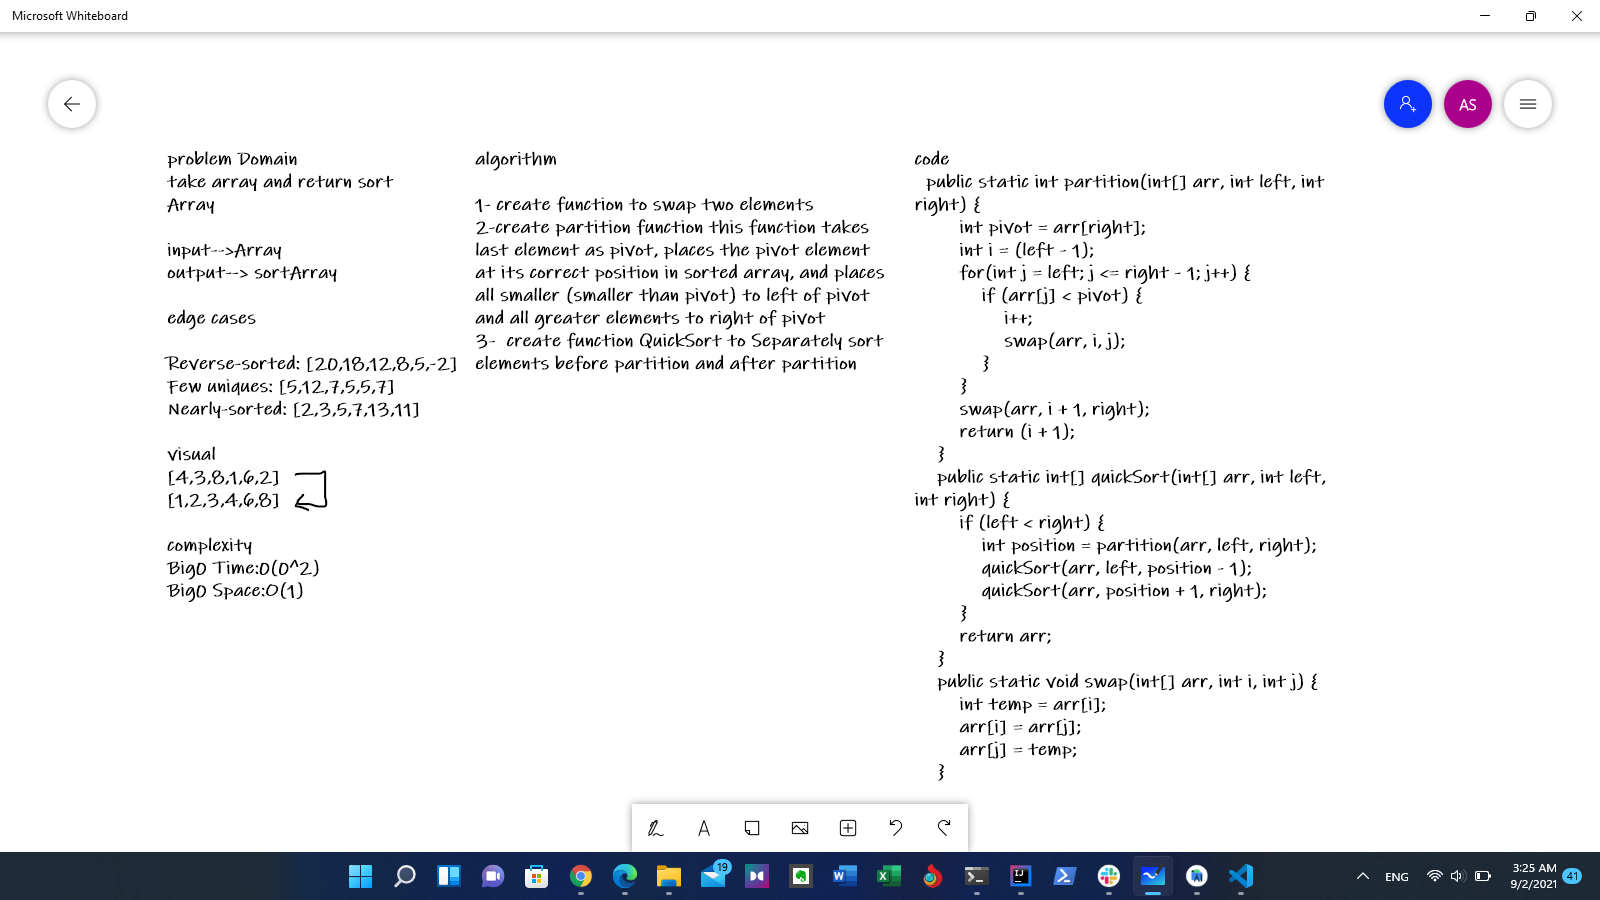 Microsoft Whiteboard
AS
problem Domain
take array and return sort
Array
input-->Array
output--> sortArray
edge cases
Reverse-sorted: [20,18,12,8,5,-2]
Few uniques: [5,12,7,5,5,7]
Nearly-sorted: [2,3,5,7,13,11]
visual
[4,3,8,1,6,2]
[1,2,3,4,6,8]
complexity
BigO Time:O(O^2)
BigO Space:O(1)
algorithm
1- create function to swap two elements
2-create partition function this function takes
last element as pivot, places the pivot element
at its correct position in sorted array, and places
all smaller (smaller than pivot) to left of pivot
and all greater elements to right of pivot
3-  create function QuickSort to Separately sort
elements before partition and after partition
code
public static int partition(int[] arr, int left, int
right) {
int pivot = arr[right];
int i = (left - 1);
for(int j = left; j <= right - 1; j++) {
if (arr[j] < pivot) {
i++;
swap(arr, i, j);
}
}
swap(arr, i + 1, right);
return (i + 1);
}
public static int[] quickSort(int[] arr, int left,
int right) {
if (left < right) {
int position = partition(arr, left, right);
quickSort(arr, left, position - 1);
quickSort(arr, position + 1, right);
}
return arr;
}
public static void swap(int[] arr, int i, int j) {
int temp = arr[i];
arr[i] = arr[j];
arr[j] = temp;
}
19
ENG
3:25 AM
9/2/2021
41